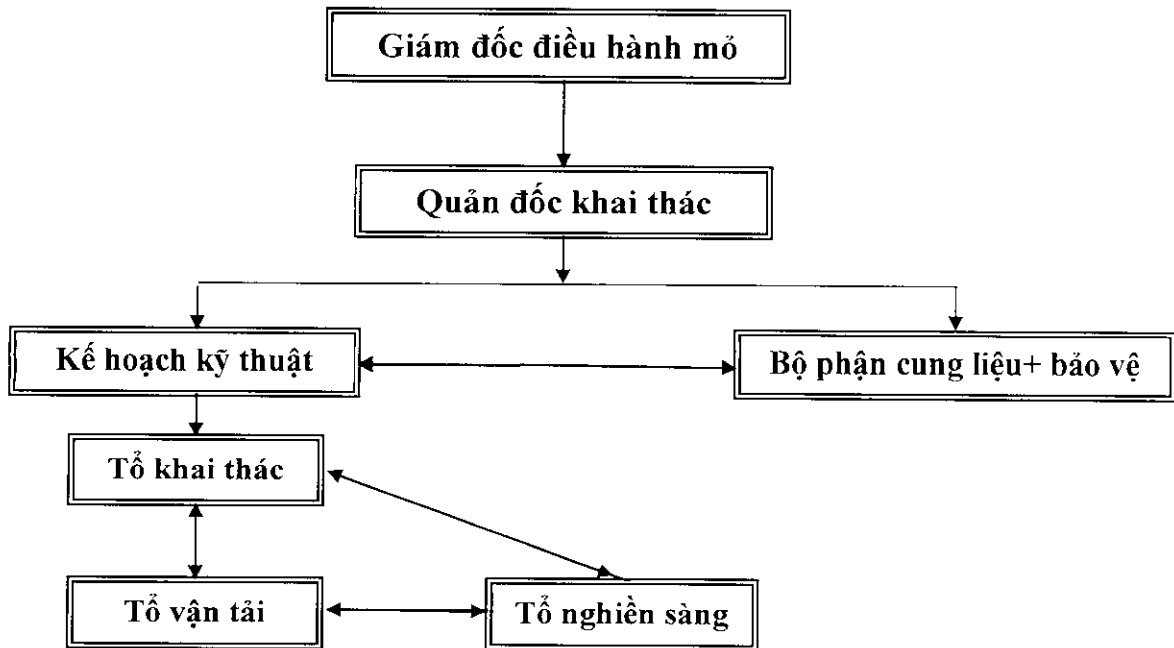 Giám đốc điều hành mỏ
Quản đốc khai thác
Kế hoạch kỹ thuật
Bộ phận cung liệu+ bảo vệ
Tổ khai thác
Tổ vận tải
Tổ nghiền sàng